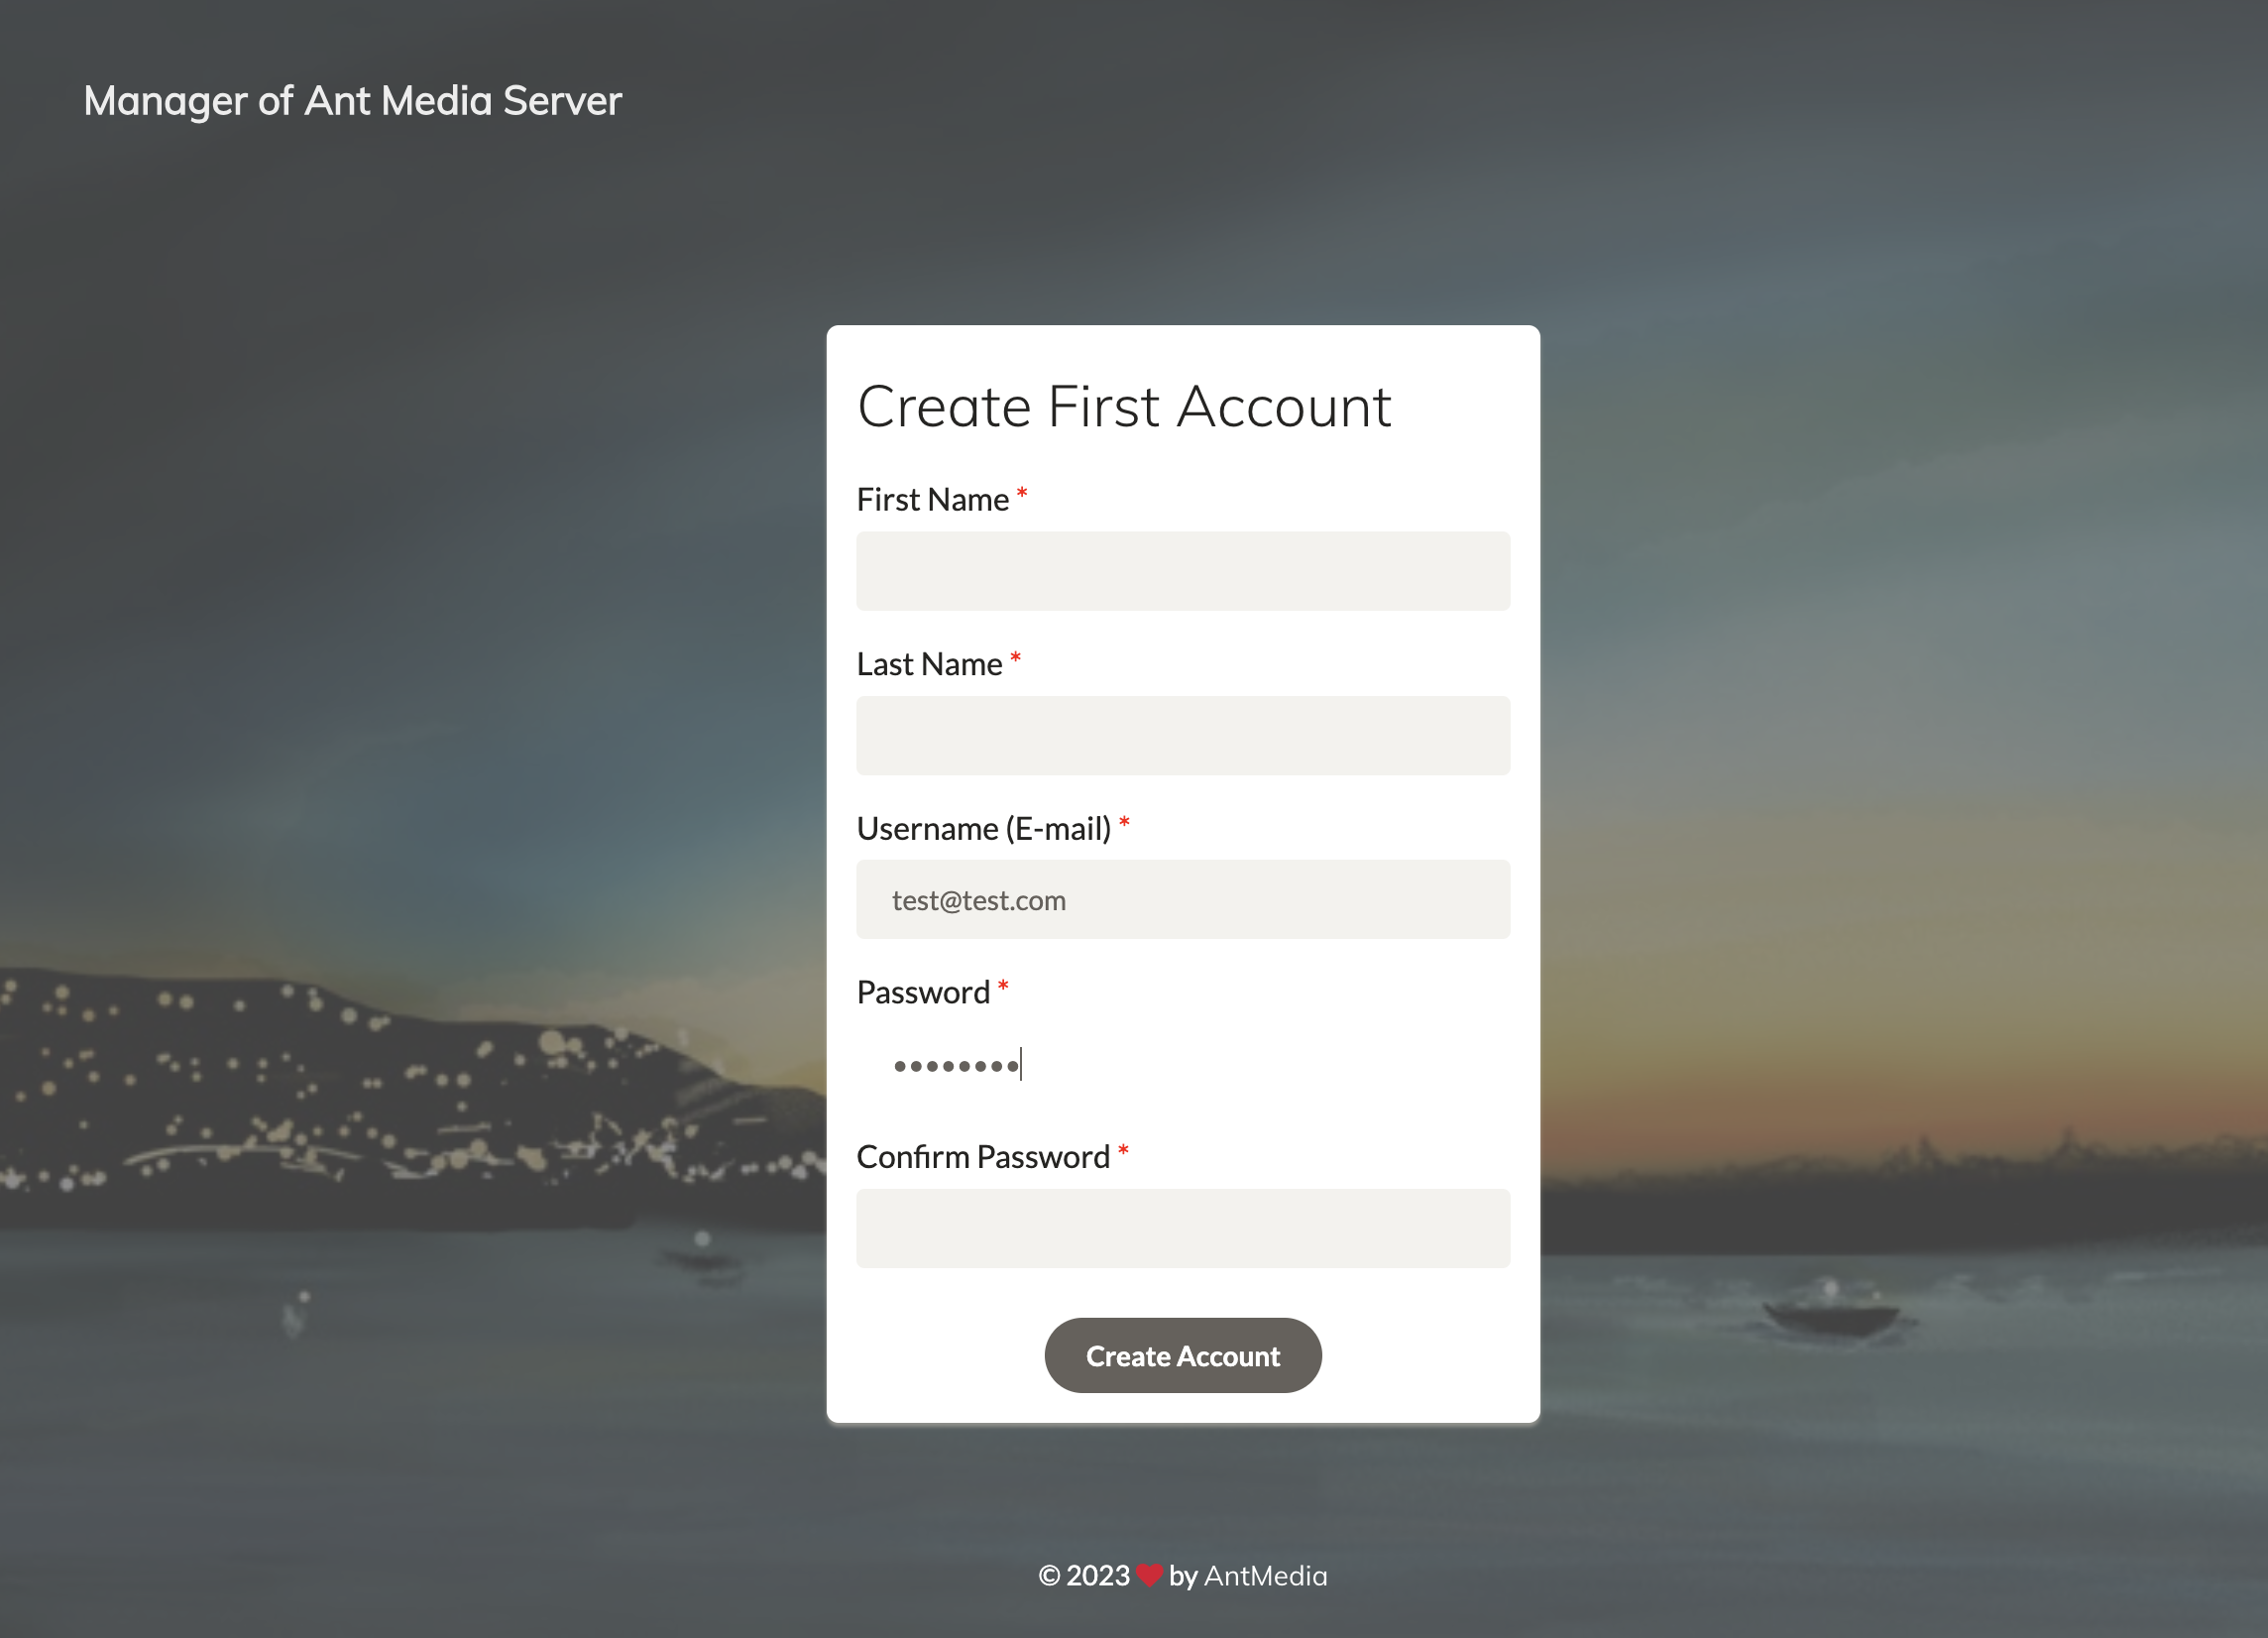 Manager of Ant Media Server
Create First Account
First Name *
Last Name *
Username (E-mail) *
test@test.com
Password *
••••••••
Confirm Password *
Create Account
© 2023 ❤ by AntMedia